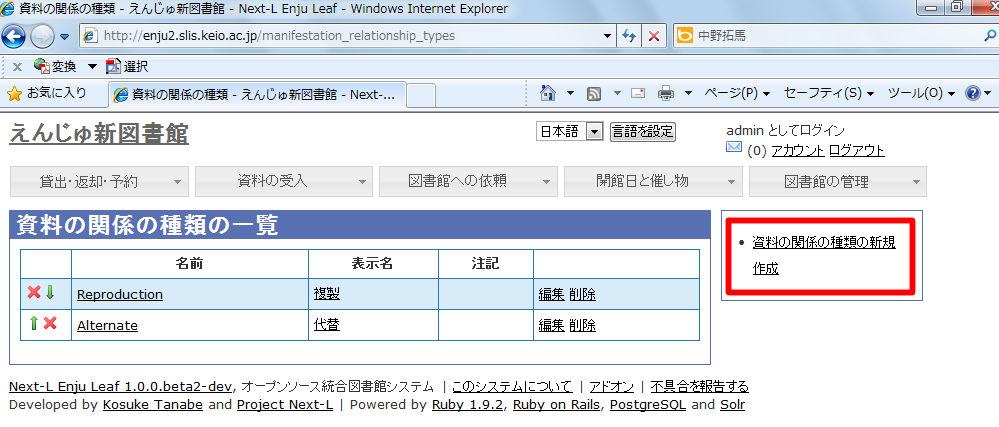 資料の関係の種類 - えんじゅ新図書館 - Next-L Enju Leaf - Windows Internet Explorer
http://enju2.slis.keio.ac.jp/manifestation_relationship_types
中野拓馬
x 変換 選択
お気に入り
資料の関係の種類 - えんじゅ新図書館 - Next-...
ページ(P) セーフティ(S) ツール(O)
えんじゅ新図書館
日本語 言語を設定
admin としてログイン
(0) アカウント ログアウト
貸出・返却・予約 資料の受入 図書館への依頼 開館日と催し物 図書館の管理
資料の関係の種類の一覧
名前 表示名 注記
Reproduction 複製 編集 削除
Alternate 代替 編集 削除
• 資料の関係の種類の新規
作成
Next-L Enju Leaf 1.0.0.beta2-dev, オープンソース統合図書館システム | このシステムについて | アドオン | 不具合を報告する
Developed by Kosuke Tanabe and Project Next-L | Powered by Ruby 1.9.2, Ruby on Rails, PostgreSQL and Solr